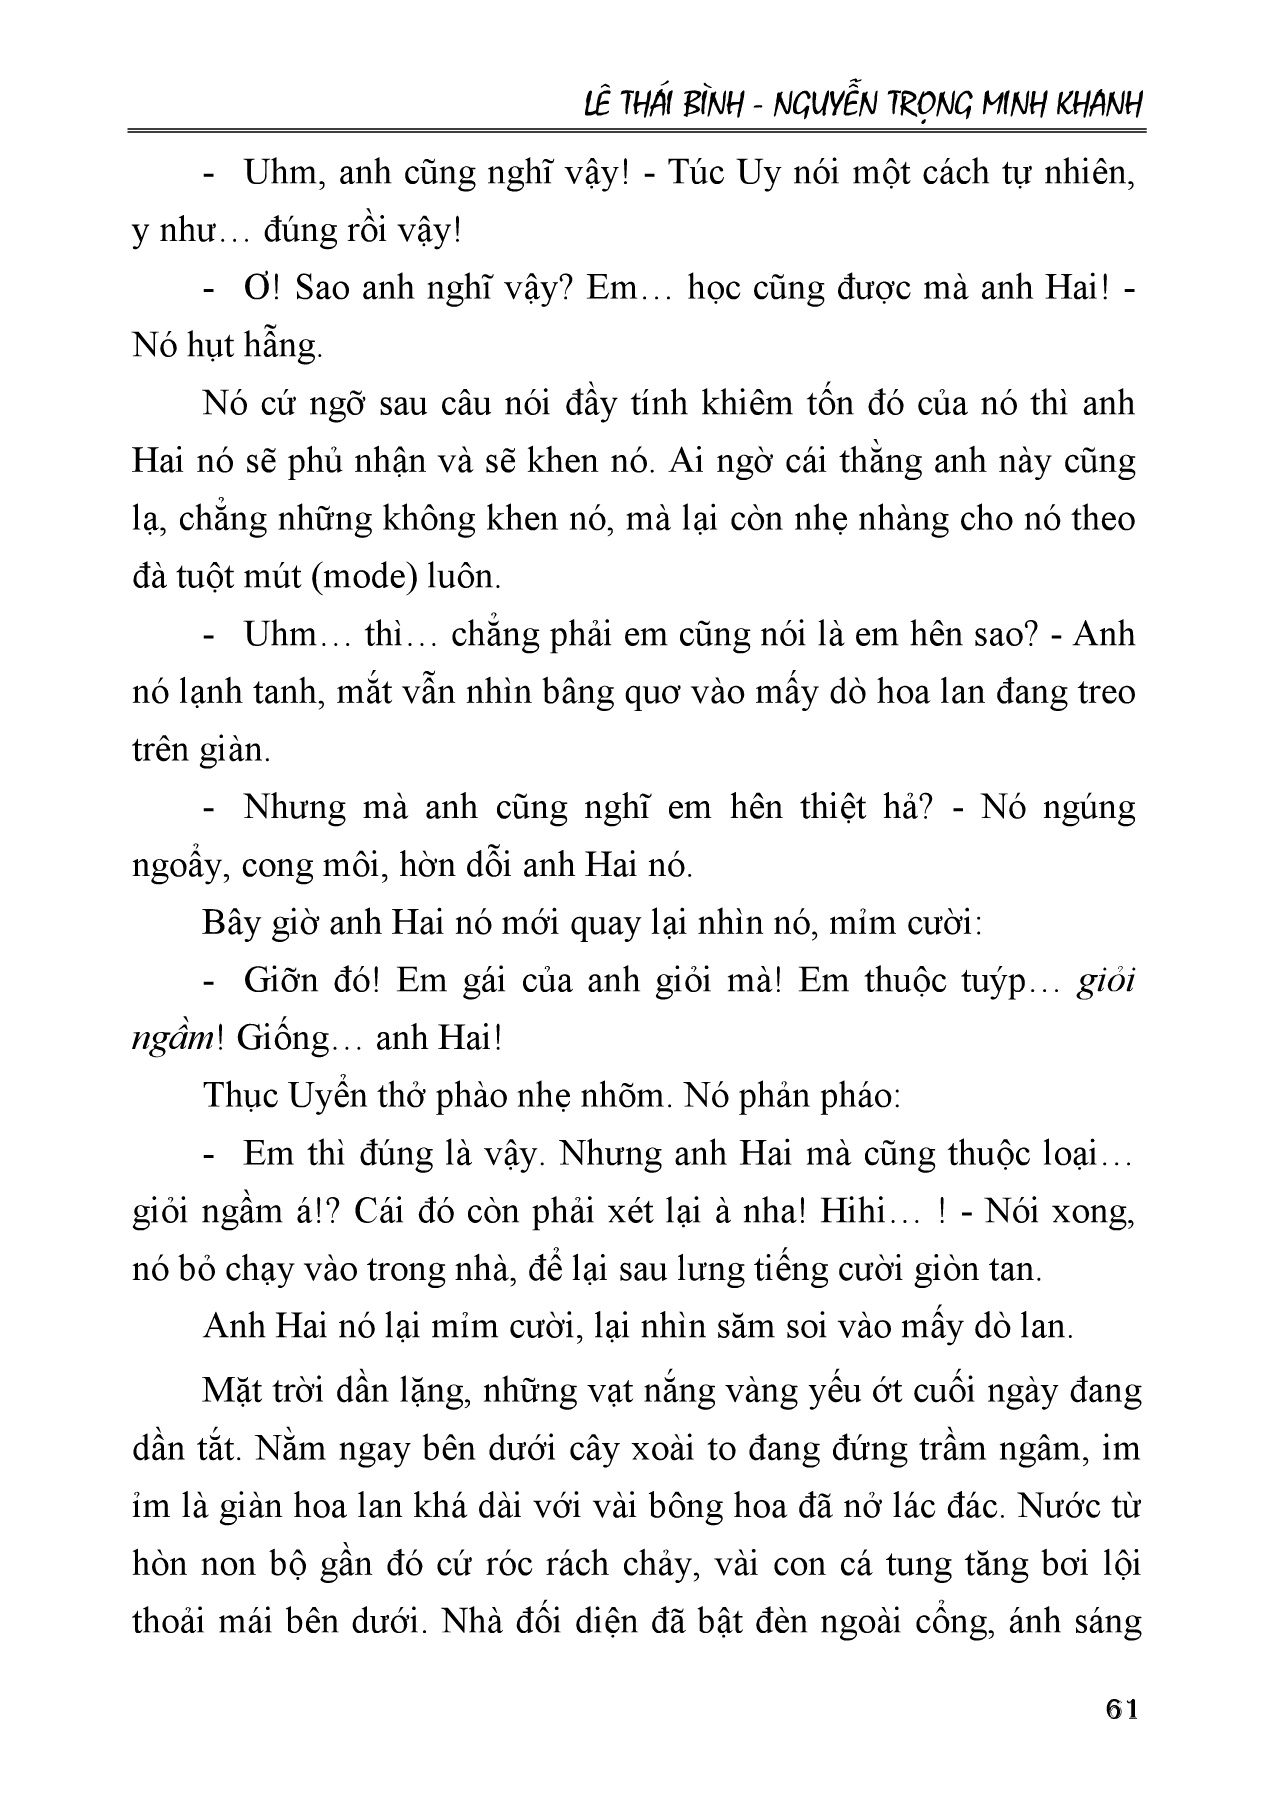 LÊ THÁI BÌNH - NGUYỄN TRỌNG MINH KHANH
- Uhm, anh cũng nghĩ vậy! - Túc Uy nói một cách tự nhiên,
y như… đúng rồi vậy!
- Ơ! Sao anh nghĩ vậy? Em… học cũng được mà anh Hai! -
Nó hụt hẫng.
Nó cứ ngỡ sau câu nói đầy tính khiêm tốn đó của nó thì anh
Hai nó sẽ phủ nhận và sẽ khen nó. Ai ngờ cái thằng anh này cũng
lạ, chẳng những không khen nó, mà lại còn nhẹ nhàng cho nó theo
đà tuột mút (mode) luôn.
- Uhm… thì… chẳng phải em cũng nói là em hên sao? - Anh
nó lạnh tanh, mắt vẫn nhìn bâng quơ vào mấy dò hoa lan đang treo
trên giàn.
- Nhưng mà anh cũng nghĩ em hên thiệt hả? - Nó ngúng
ngoẩy, cong môi, hờn dỗi anh Hai nó.
Bây giờ anh Hai nó mới quay lại nhìn nó, mỉm cười:
- Giỡn đó! Em gái của anh giỏi mà! Em thuộc tuýp… giỏi
ngầm! Giống… anh Hai!
Thục Uyển thở phào nhẹ nhõm. Nó phản pháo:
- Em thì đúng là vậy. Nhưng anh Hai mà cũng thuộc loại…
giỏi ngầm á!? Cái đó còn phải xét lại à nha! Hihi… ! - Nói xong,
nó bỏ chạy vào trong nhà, để lại sau lưng tiếng cười giòn tan.
Anh Hai nó lại mỉm cười, lại nhìn săm soi vào mấy dò lan.
Mặt trời dần lặng, những vạt nắng vàng yếu ớt cuối ngày đang
dần tắt. Nằm ngay bên dưới cây xoài to đang đứng trầm ngâm, im
ỉm là giàn hoa lan khá dài với vài bông hoa đã nở lác đác. Nước từ
hòn non bộ gần đó cứ róc rách chảy, vài con cá tung tăng bơi lội
thoải mái bên dưới. Nhà đối diện đã bật đèn ngoài cổng, ánh sáng
61